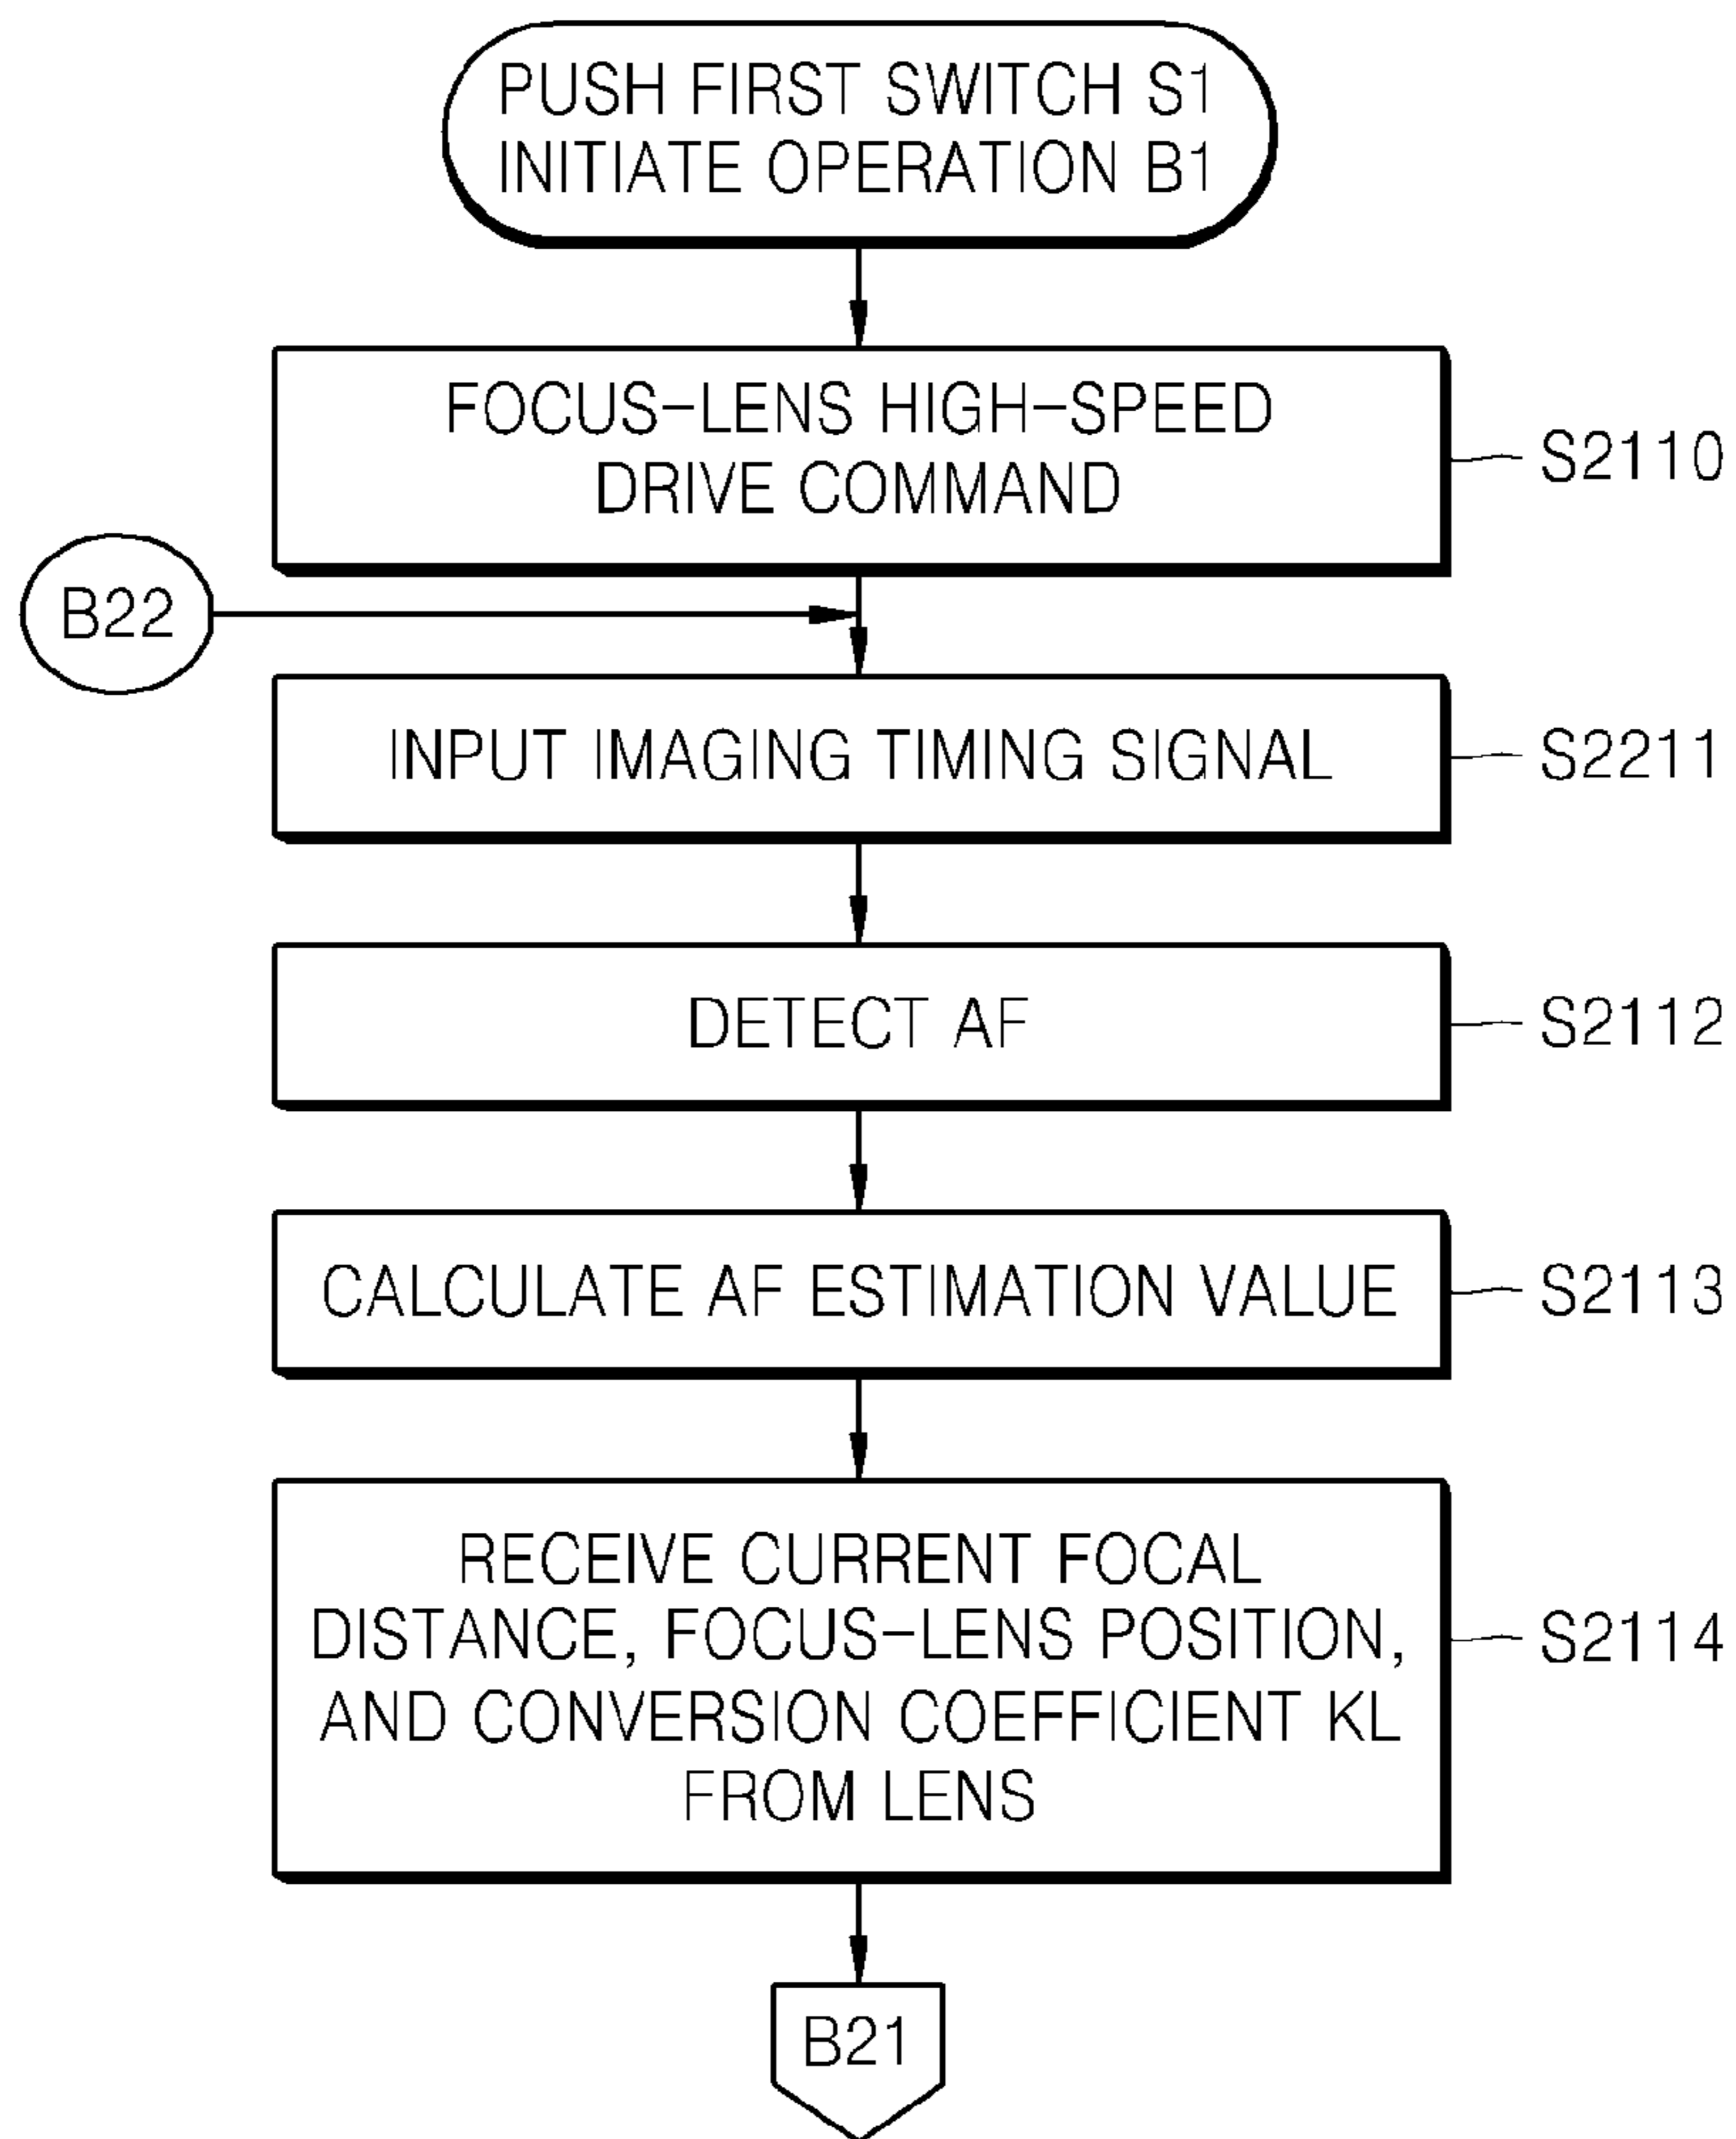 PUSH FIRST SWITCH S1
INITIATE OPERATION B1
FOCUS-LENS HIGH-SPEED
DRIVE COMMAND
S2110
B22
INPUT IMAGING TIMING SIGNAL
S2211
DETECT AF
S2112
CALCULATE AF ESTIMATION VALUE
S2113
RECEIVE CURRENT FOCAL
DISTANCE, FOCUS-LENS POSITION,
AND CONVERSION COEFFICIENT KL
FROM LENS
S2114
B21